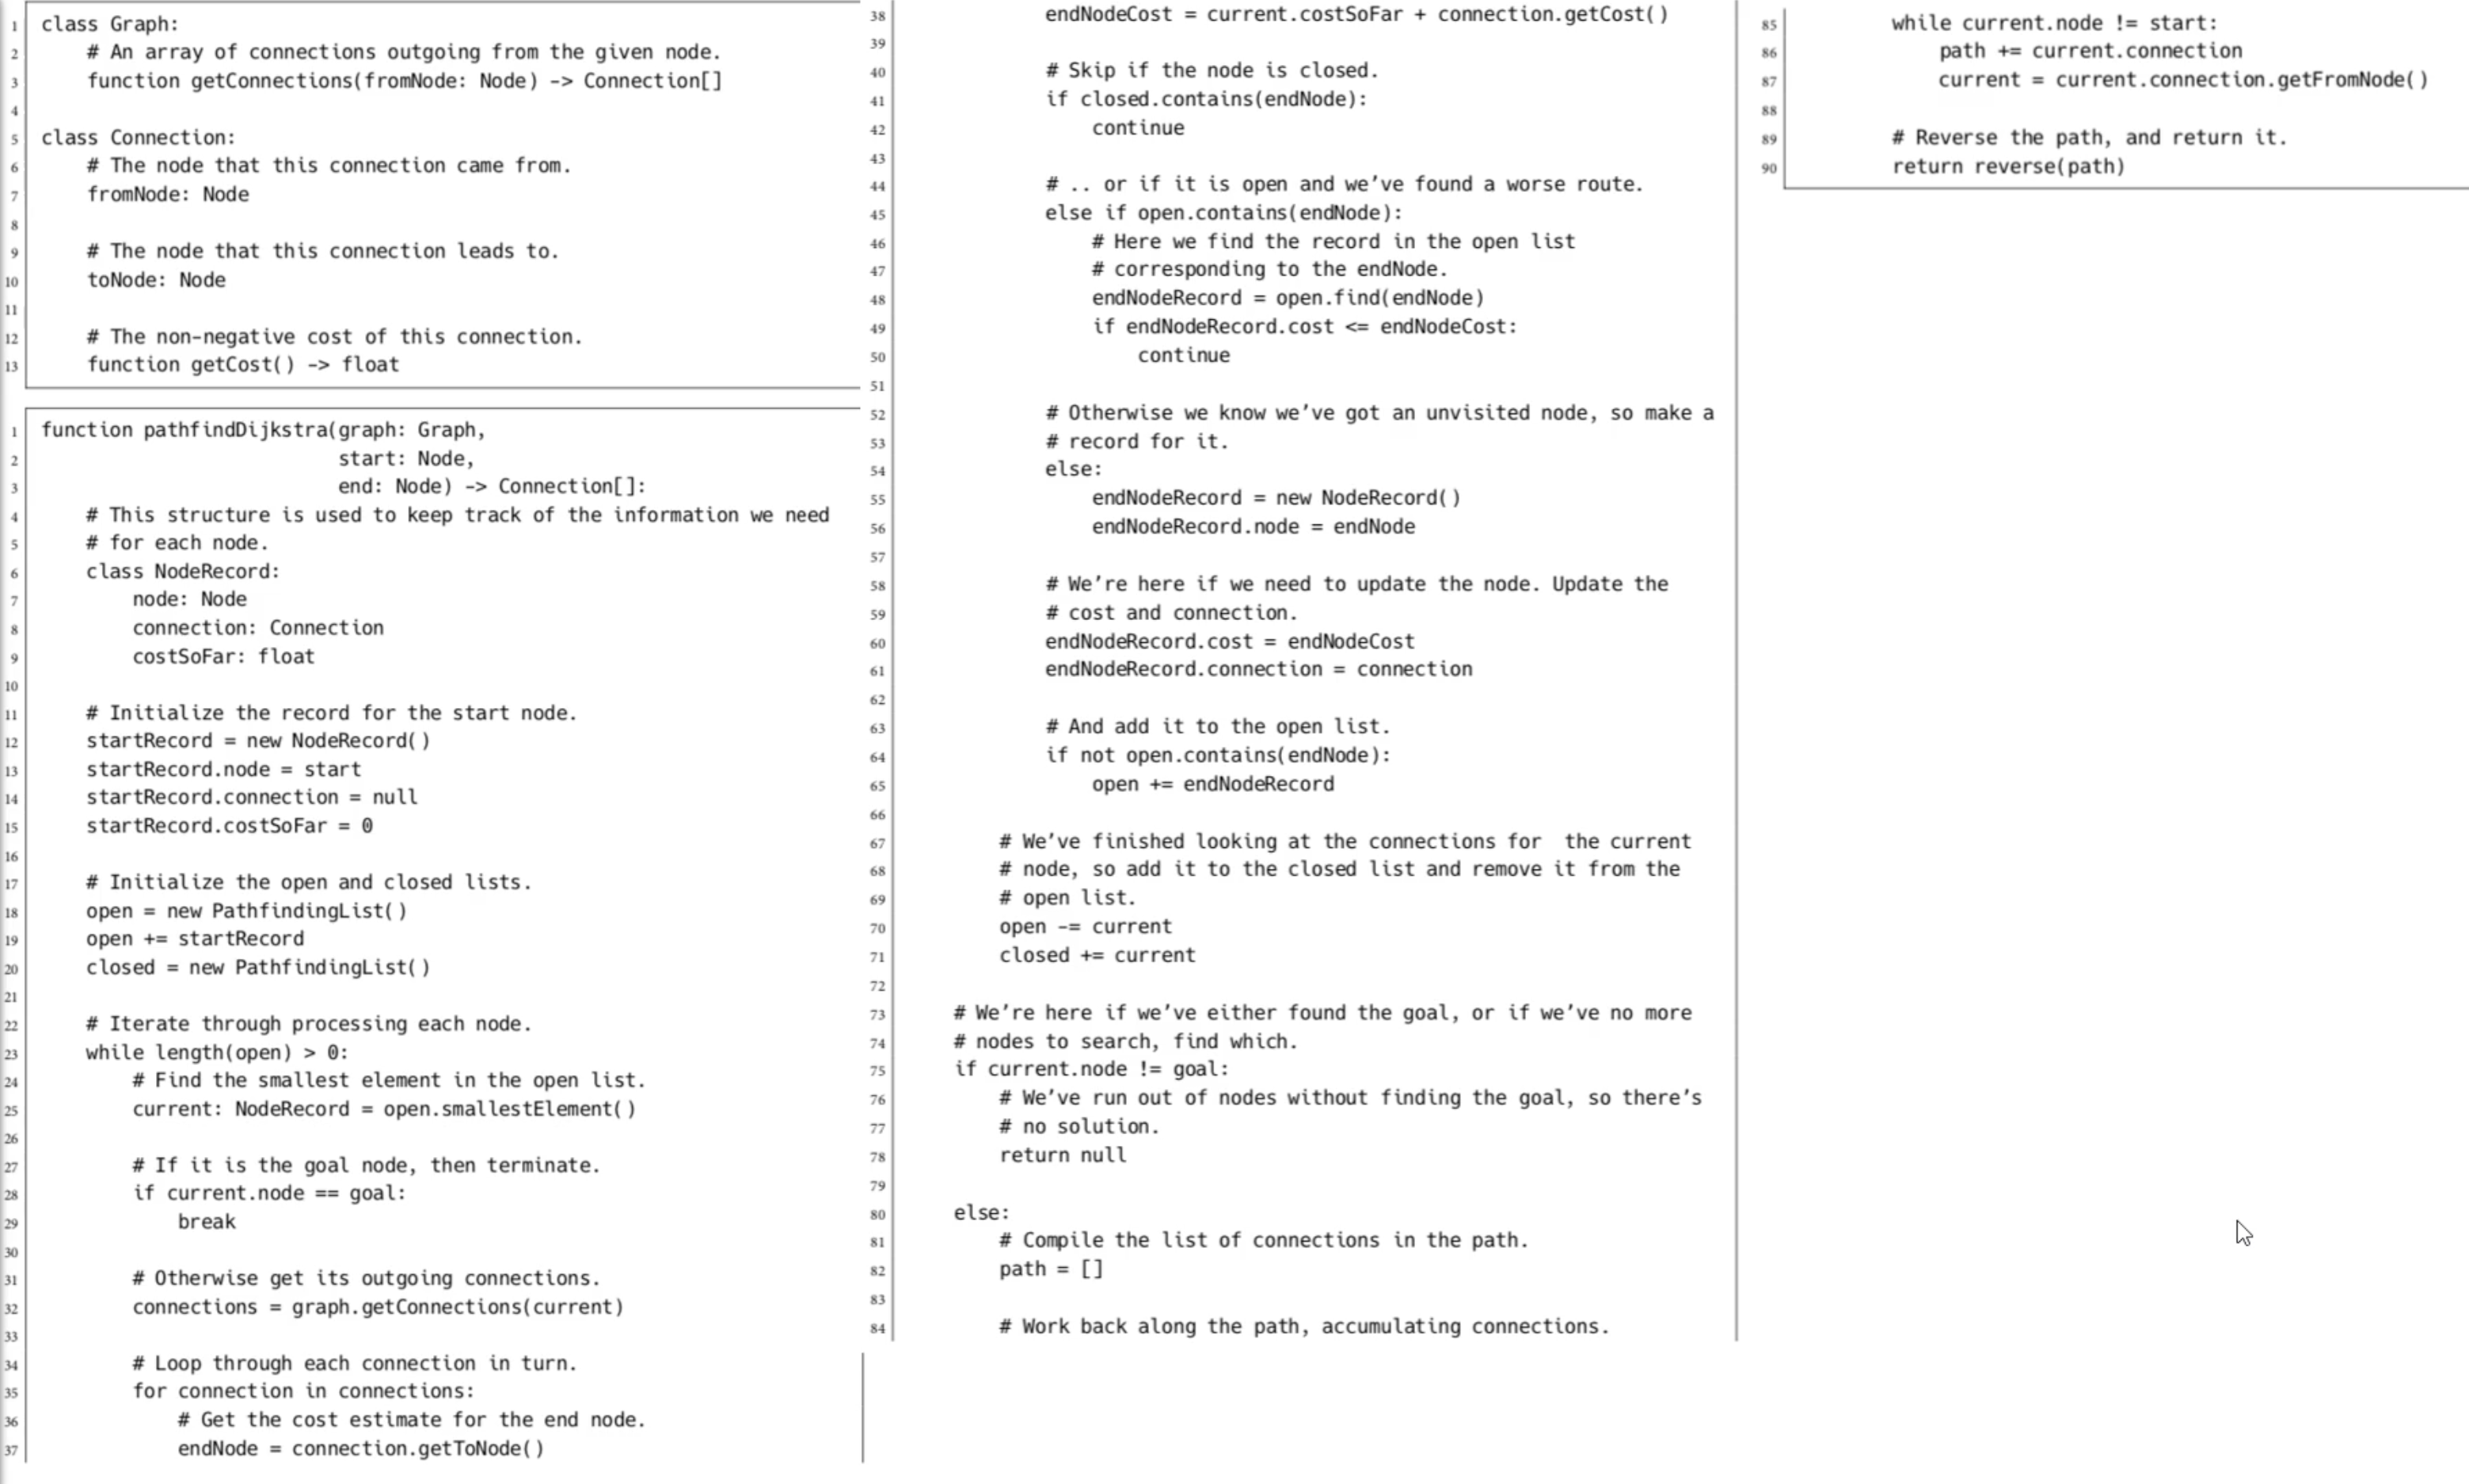 1 class Graph:
2     # An array of connections outgoing from the given node.
3     function getConnections(fromNode: Node) -> Connection[]
4
5 class Connection:
6     # The node that this connection came from.
7     fromNode: Node
8
9     # The node that this connection leads to.
10     toNode: Node
11
12     # The non-negative cost of this connection.
13     function getCost() -> float
1 function pathfindDijkstra(graph: Graph,
2                           start: Node,
3                           end: Node) -> Connection[]:
4     # This structure is used to keep track of the information we need
5     # for each node.
6     class NodeRecord:
7         node: Node
8         connection: Connection
9         costSoFar: float
10
11     # Initialize the record for the start node.
12     startRecord = new NodeRecord()
13     startRecord.node = start
14     startRecord.connection = null
15     startRecord.costSoFar = 0
16
17     # Initialize the open and closed lists.
18     open = new PathfindingList()
19     open += startRecord
20     closed = new PathfindingList()
21
22     # Iterate through processing each node.
23     while length(open) > 0:
24         # Find the smallest element in the open list.
25         current: NodeRecord = open.smallestElement()
26
27         # If it is the goal node, then terminate.
28         if current.node == goal:
29             break
30
31         # Otherwise get its outgoing connections.
32         connections = graph.getConnections(current)
33
34         # Loop through each connection in turn.
35         for connection in connections:
36             # Get the cost estimate for the end node.
37             endNode = connection.getToNode()
38             endNodeCost = current.costSoFar + connection.getCost()
39
40             # Skip if the node is closed.
41             if closed.contains(endNode):
42                 continue
43
44             # .. or if it is open and we’ve found a worse route.
45             else if open.contains(endNode):
46                 # Here we find the record in the open list
47                 # corresponding to the endNode.
48                 endNodeRecord = open.find(endNode)
49                 if endNodeRecord.cost <= endNodeCost:
50                     continue
51
52             # Otherwise we know we’ve got an unvisited node, so make a
53             # record for it.
54             else:
55                 endNodeRecord = new NodeRecord()
56                 endNodeRecord.node = endNode
57
58             # We’re here if we need to update the node. Update the
59             # cost and connection.
60             endNodeRecord.cost = endNodeCost
61             endNodeRecord.connection = connection
62
63             # And add it to the open list.
64             if not open.contains(endNode):
65                 open += endNodeRecord
66
67         # We’ve finished looking at the connections for  the current
68         # node, so add it to the closed list and remove it from the
69         # open list.
70         open -= current
71         closed += current
72
73     # We’re here if we’ve either found the goal, or if we’ve no more
74     # nodes to search, find which.
75     if current.node != goal:
76         # We’ve run out of nodes without finding the goal, so there’s
77         # no solution.
78         return null
79
80     else:
81         # Compile the list of connections in the path.
82         path = []
83
84         # Work back along the path, accumulating connections.
85         while current.node != start:
86             path += current.connection
87             current = current.connection.getFromNode()
88
89         # Reverse the path, and return it.
90         return reverse(path)